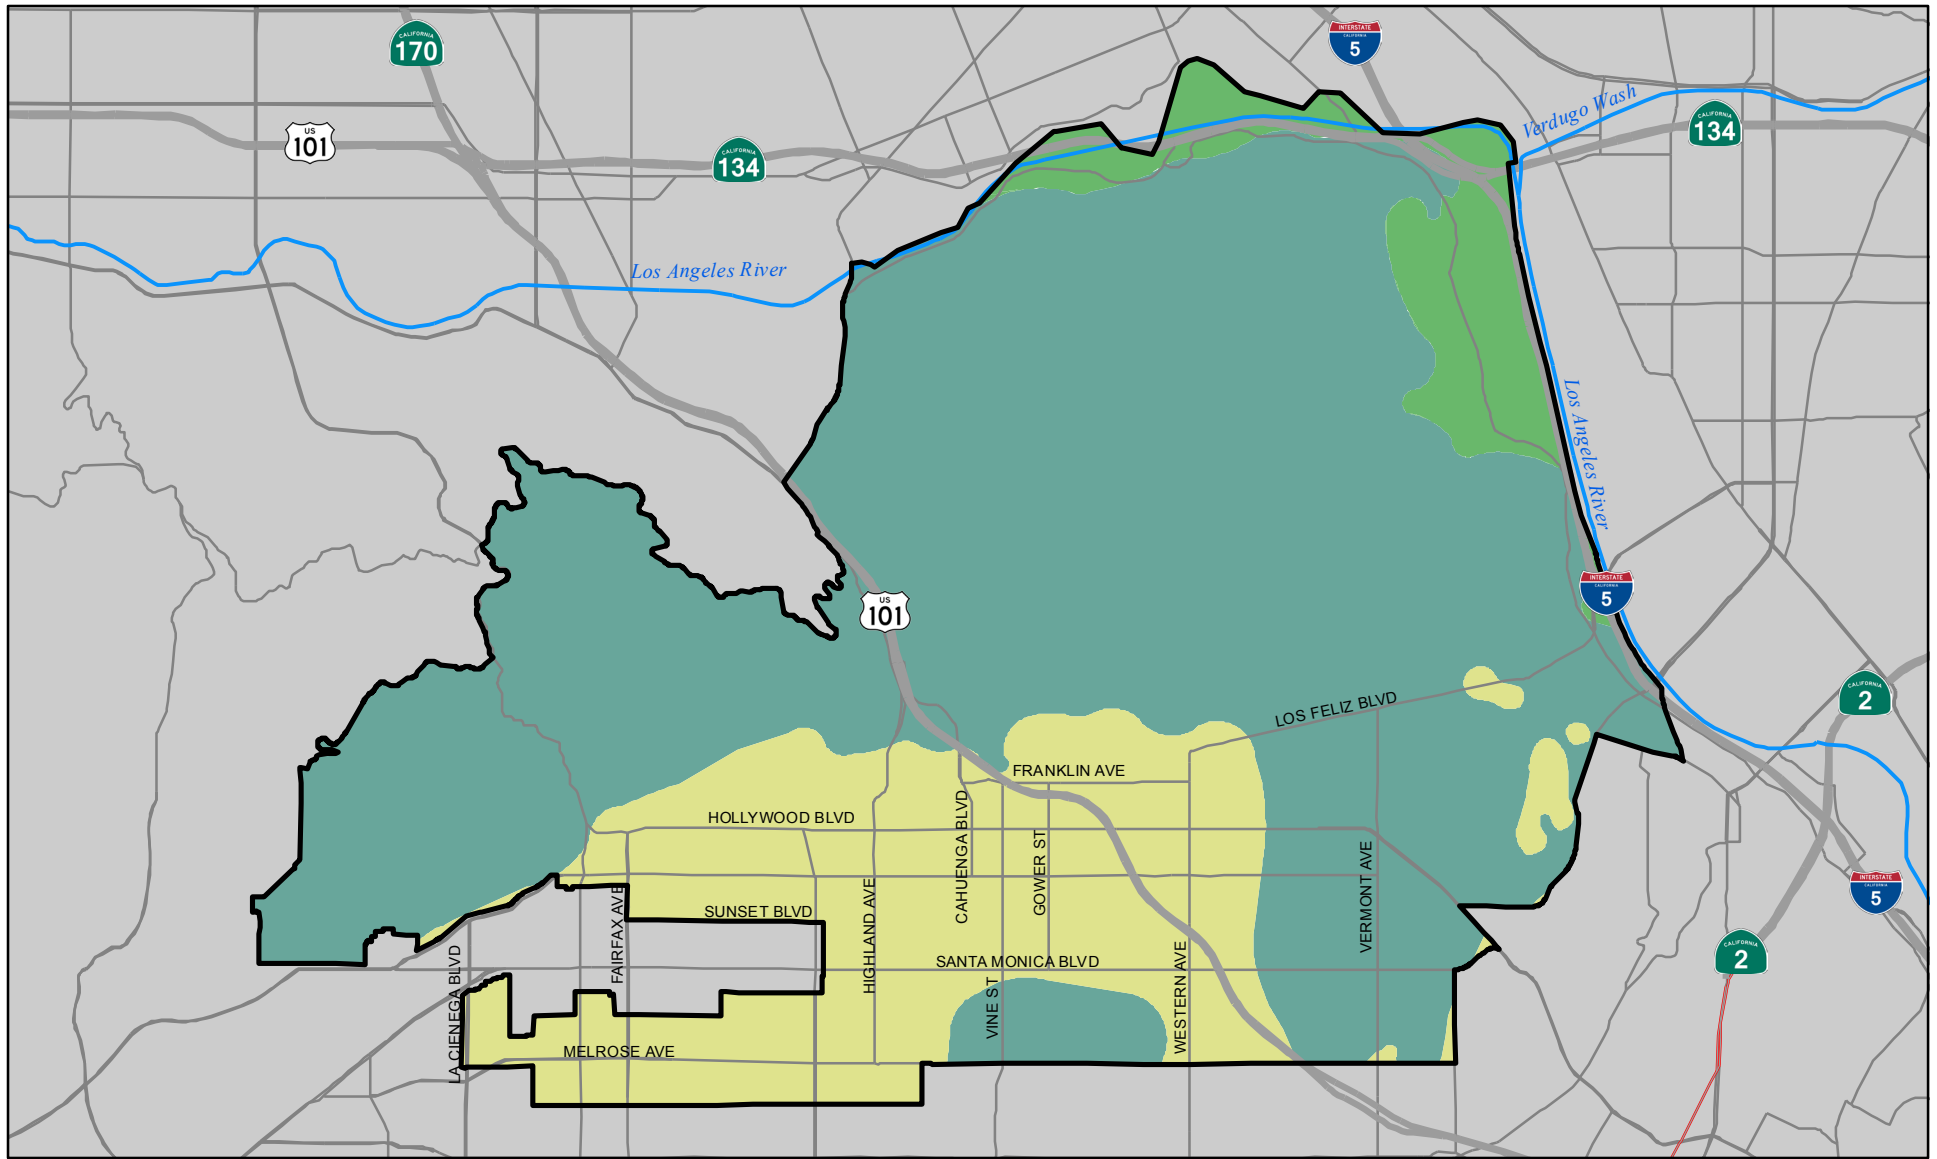 CALIFORNIA
170
INTERSTATE
CALIFORNIA
5
US
101
CALIFORNIA
134
Verdugo Wash
CALIFORNIA
134
Los Angeles River
Los Angeles River
INTERSTATE
CALIFORNIA
5
US
101
CALIFORNIA
2
LOS FELIZ BLVD
FRANKLIN AVE
HOLLYWOOD BLVD
CAHUENGA BLVD
GOWER ST
VERMONT AVE
INTERSTATE
CALIFORNIA
5
SUNSET BLVD
FAIRFAX AVE
HIGHLAND AVE
CALIFORNIA
2
SANTA MONICA BLVD
LA CIENEGA BLVD
VINE ST
WESTERN AVE
MELROSE AVE